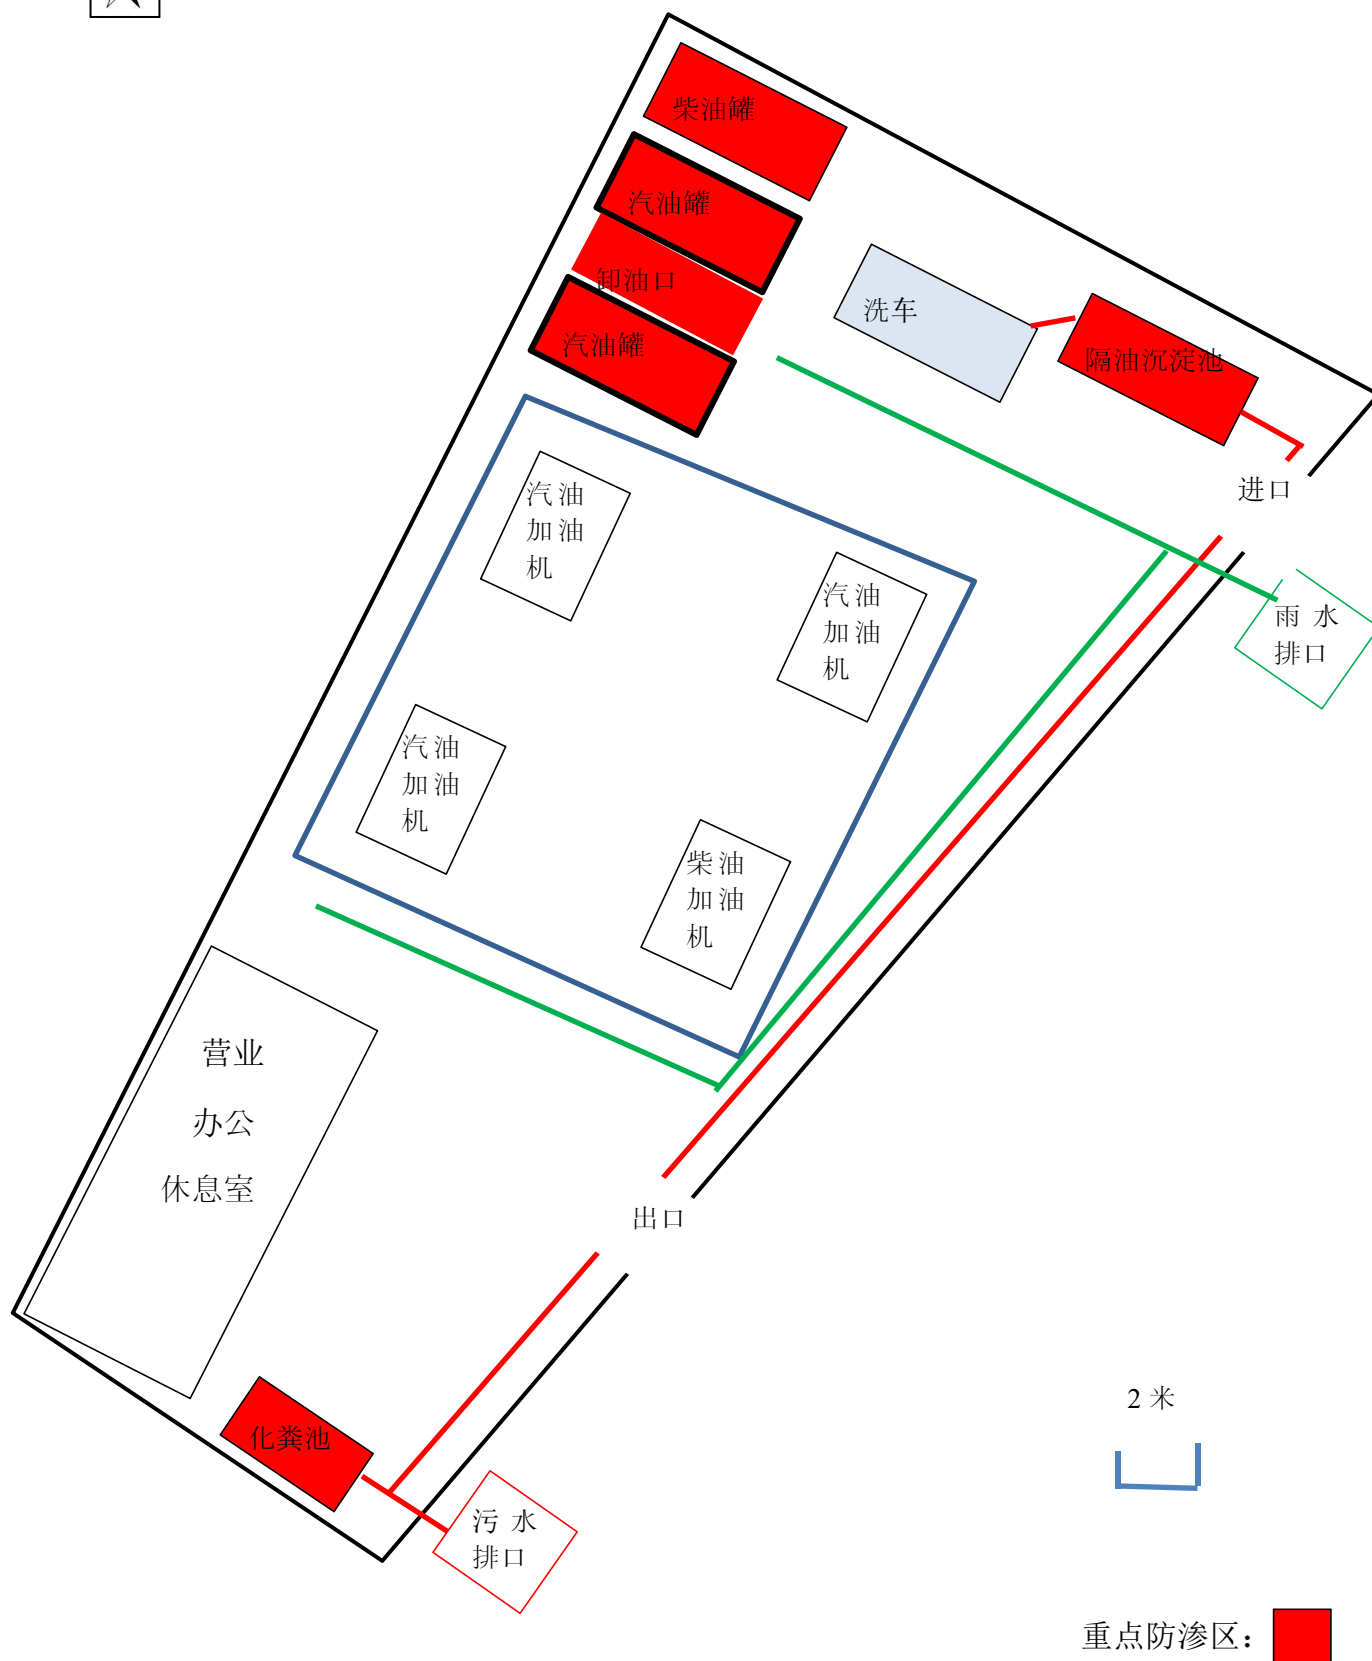 柴油罐
汽油罐
卸油口
汽油罐
洗车
隔油沉淀池
进口
汽油
加油
机
汽油
加油
机
雨水
排口
汽油
加油
机
柴油
加油
机
营业
办公
休息室
出口
2 米
化粪池
污水
排口
重点防渗区：